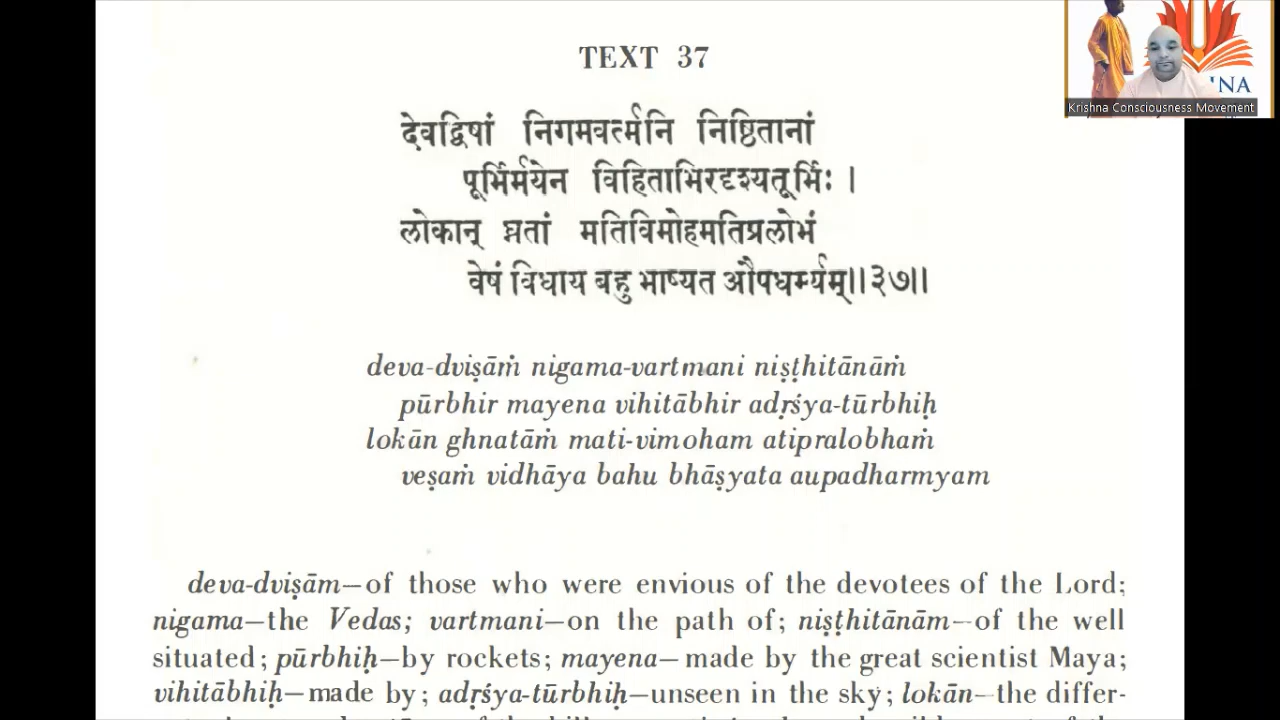 TEXT 37
देवद्विषां निगमवर्त्मनि निष्ठितानां
पूर्भिर्मयेन विहिताभिरदृश्यतूर्भिः ।
लोकान् घ्नतां मतिविमोहमतिप्रलोभं
वेषं विधाय बहु भाष्यत औपधर्म्यम्॥३७॥
deva-dviṣāṁ nigama-vartmani niṣṭhitānāṁ
pūrbhir mayena vihitābhir adṛśya-tūrbhiḥ
lokān ghnatāṁ mati-vimoham atipralobhaṁ
veṣaṁ vidhāya bahu bhāṣyata aupadharmyam
deva-dviṣām—of those who were envious of the devotees of the Lord;
nigama—the Vedas; vartmani—on the path of; niṣṭhitānām—of the well
situated; pūrbhiḥ—by rockets; mayena—made by the great scientist Maya;
vihitābhiḥ—made by; adṛśya-tūrbhiḥ—unseen in the sky; lokān—the differ-
NA
Krishna Consciousness Movement